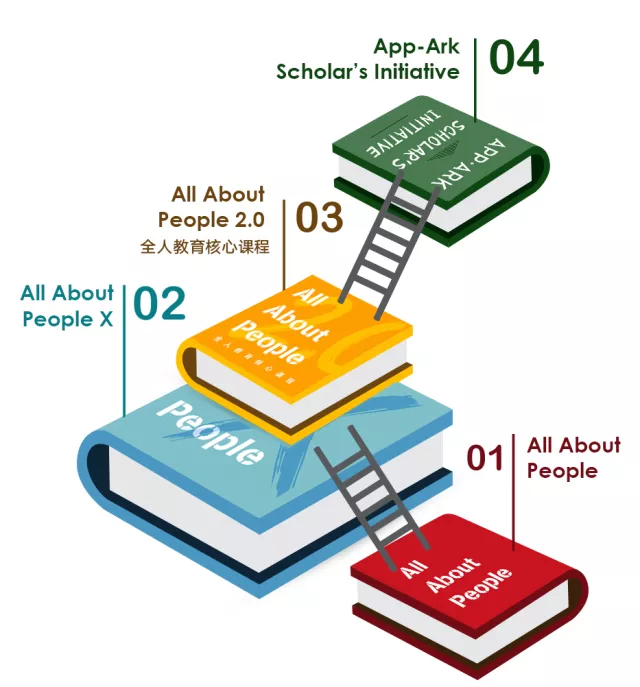 App-Ark
Scholar's Initiative
04
APP·ARK
SCHOLAR'S
INITIATIVE
All About
People 2.0
全人教育核心课程
03
All About
People X
02
All
About
People
全人教育核心课程
2.0
People
X
01
All About
People
All
About
People